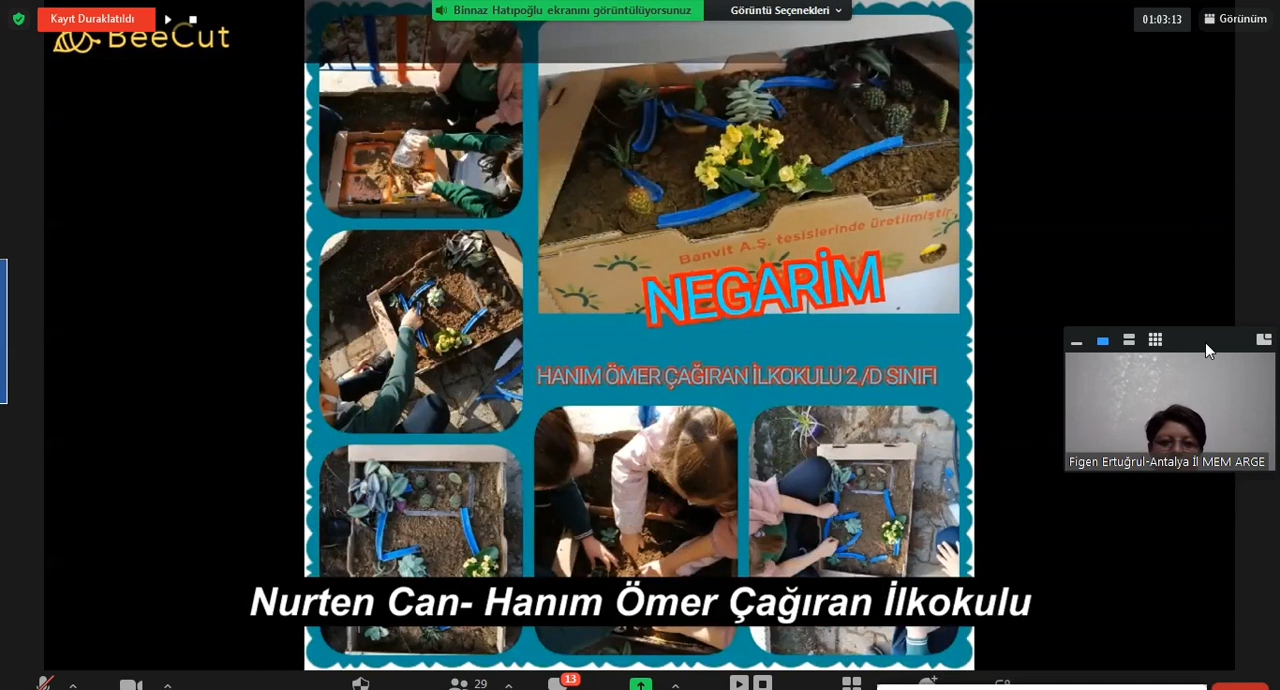 Kayıt Duraklatıldı
Binnaz Hatıpoğlu ekranını görüntülüyorsunuz
Görüntü Seçenekleri
01:03:13
Görünüm
BeeCut
Banvit A.Ş. tesislerinde üretilmiştir.
NEGARİM
HANIM ÖMER ÇAĞIRAN İLKOKULU 2 /D SINIFI
Figen Ertuğrul-Antalya İl MEM ARGE
Nurten Can- Hanım Ömer Çağıran İlkokulu
29
13